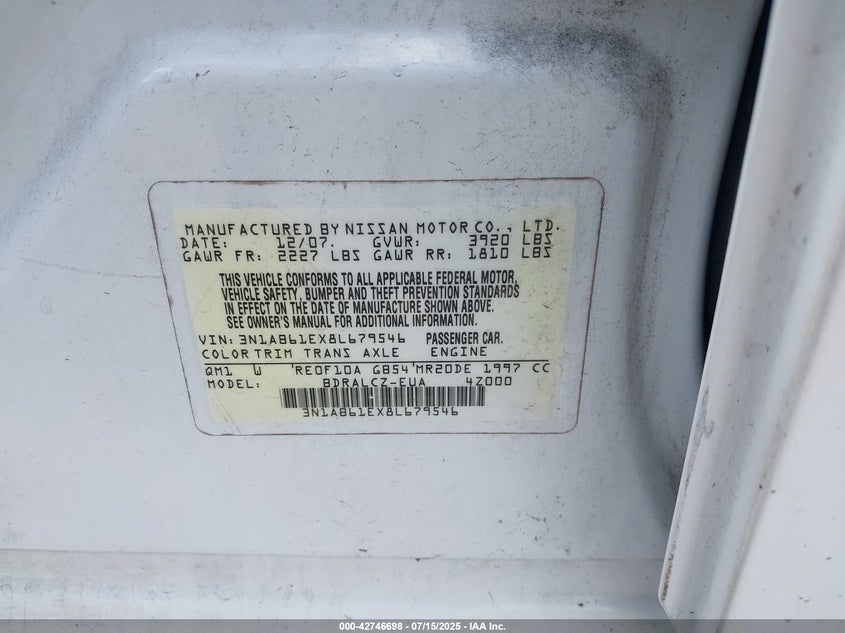 MANUFACTURED BY NISSAN MOTOR CO., LTD.
DATE: 12/07. GVWR: 3920 LBS
GAWR FR: 2227 LBS GAWR RR: 1810 LBS
THIS VEHICLE CONFORMS TO ALL APPLICABLE FEDERAL MOTOR,
VEHICLE SAFETY, BUMPER AND THEFT PREVENTION STANDARDS
IN EFFECT ON THE DATE OF MANUFACTURE SHOWN ABOVE.
SEE OWNER'S MANUAL FOR ADDITIONAL INFORMATION.
VIN: 3N1AB61EX8L679546 PASSENGER CAR.
COLOR TRIM TRANS AXLE ENGINE
QM1 W 'RE0F10A GB54'MR20DE 1997 CC
MODEL: BDRALCZ-EUA 4Z000
3N1AB61EX8L679546
000-42746698 - 07/15/2025 - IAA Inc.